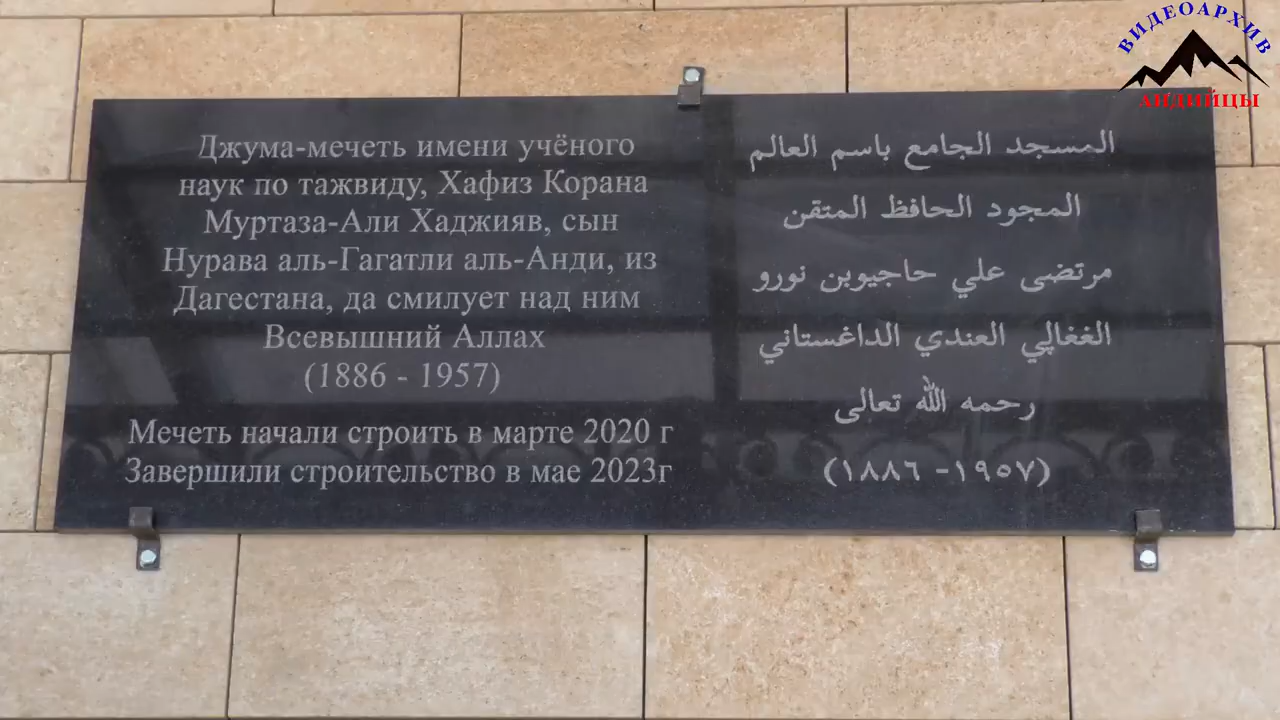 Джума-мечеть имени учёного
наук по тажвиду, Хафиз Корана
Муртаза-Али Хаджияв, сын
Нурава аль-Гагатли аль-Анди, из
Дагестана, да смилует над ним
Всевышний Аллах
(1886 - 1957)
Мечеть начали строить в марте 2020 г
Завершили строительство в мае 2023г
المسجد الجامع باسم العالم
المجود الحافظ المتقن
مرتضى علي حاجيوبن نورو
الغغالِي العندي الداغستاني
رحمه الله تعالى
(١٨٨٦ -١٩٥٧)
ВИДЕОАРХИВ
АНДИЙЦЫ